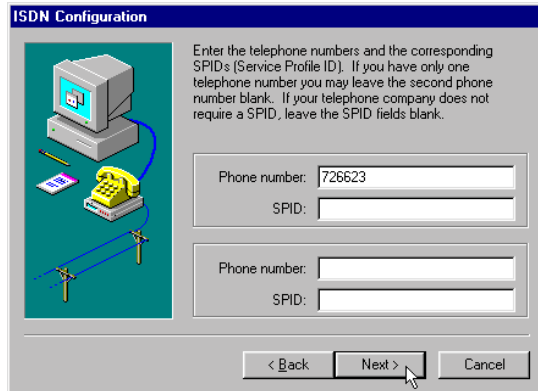 ISDN Configuration
Enter the telephone numbers and the corresponding
SPIDs (Service Profile ID). If you have only one
telephone number you may leave the second phone
number blank. If your telephone company does not
require a SPID, leave the SPID fields blank.
Phone number: 726623
SPID:
Phone number:
SPID:
< Back Next > Cancel